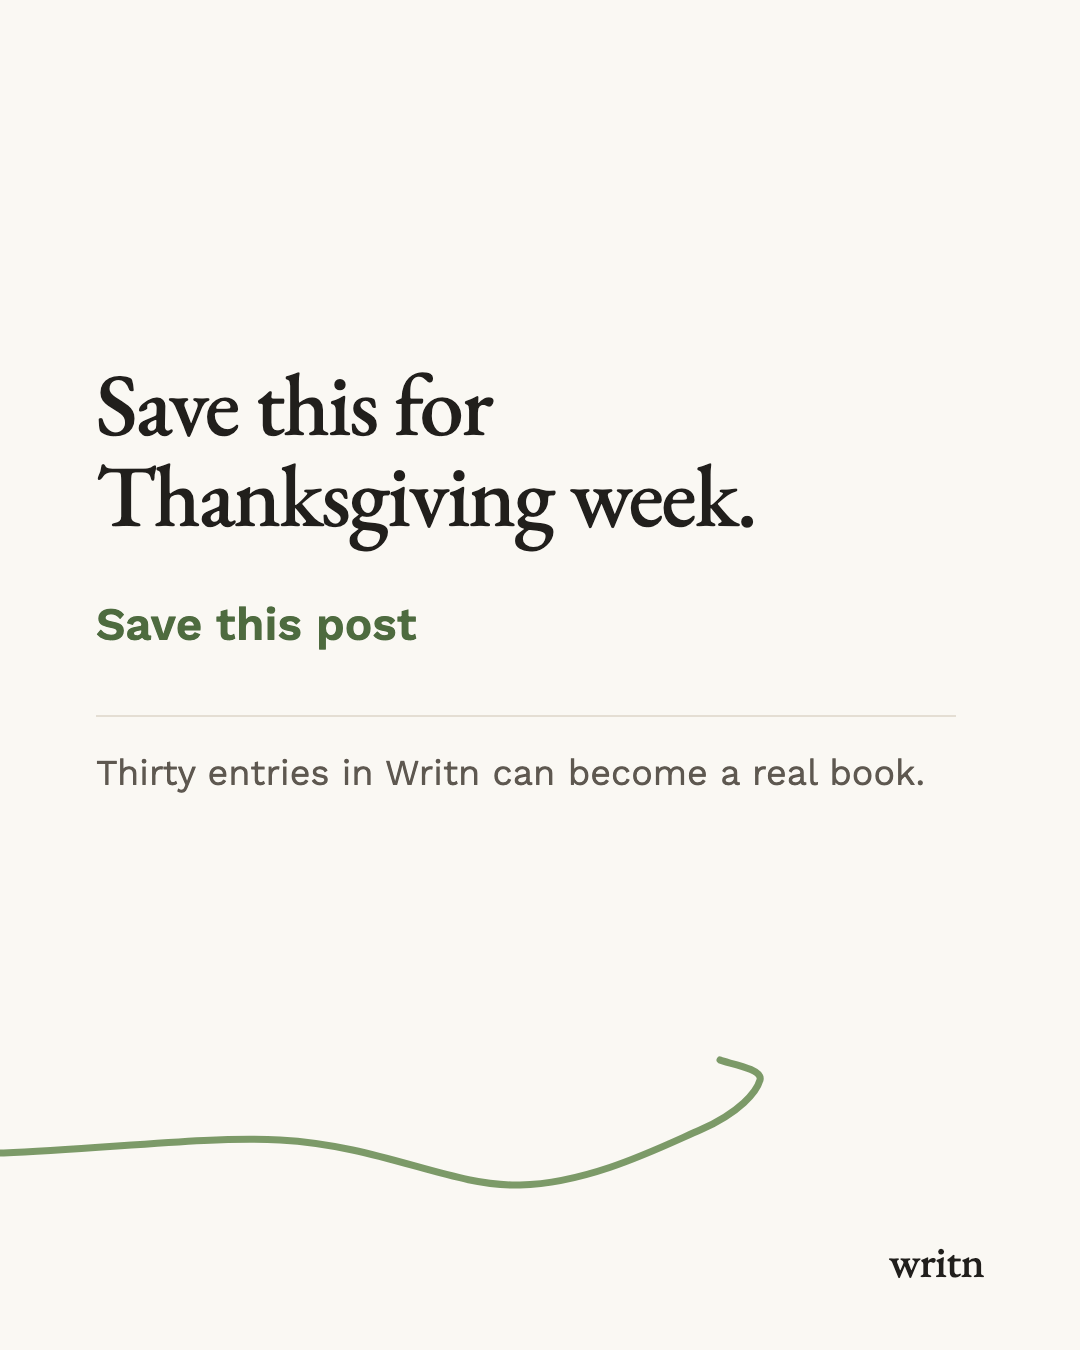 Save this for
Thanksgiving week.
Save this post
Thirty entries in Writn can become a real book.
writn